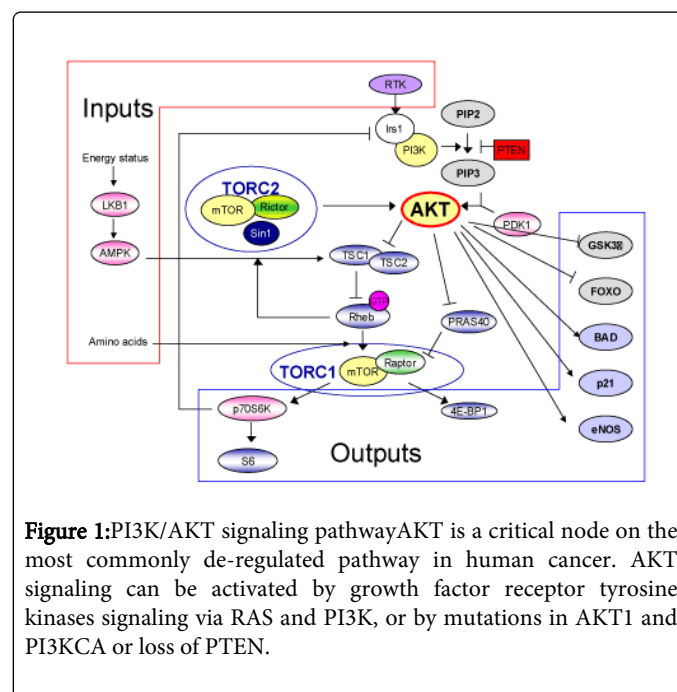 RTK
Inputs
Irs1
PIP2
PI3K
PTEN
Energy status
PIP3
TORC2
LKB1
mTOR
Rictor
AKT
PDK1
Sin1
AMPK
TSC1
TSC2
GSK3
FOXO
GTP
Rheb
PRAS40
BAD
Amino acids
TORC1
mTOR
Raptor
p21
p70S6K
4E-BP1
eNOS
S6
Outputs
Figure 1:PI3K/AKT signaling pathwayAKT is a critical node on the
most commonly de-regulated pathway in human cancer. AKT
signaling can be activated by growth factor receptor tyrosine
kinases signaling via RAS and PI3K, or by mutations in AKT1 and
PI3KCA or loss of PTEN.